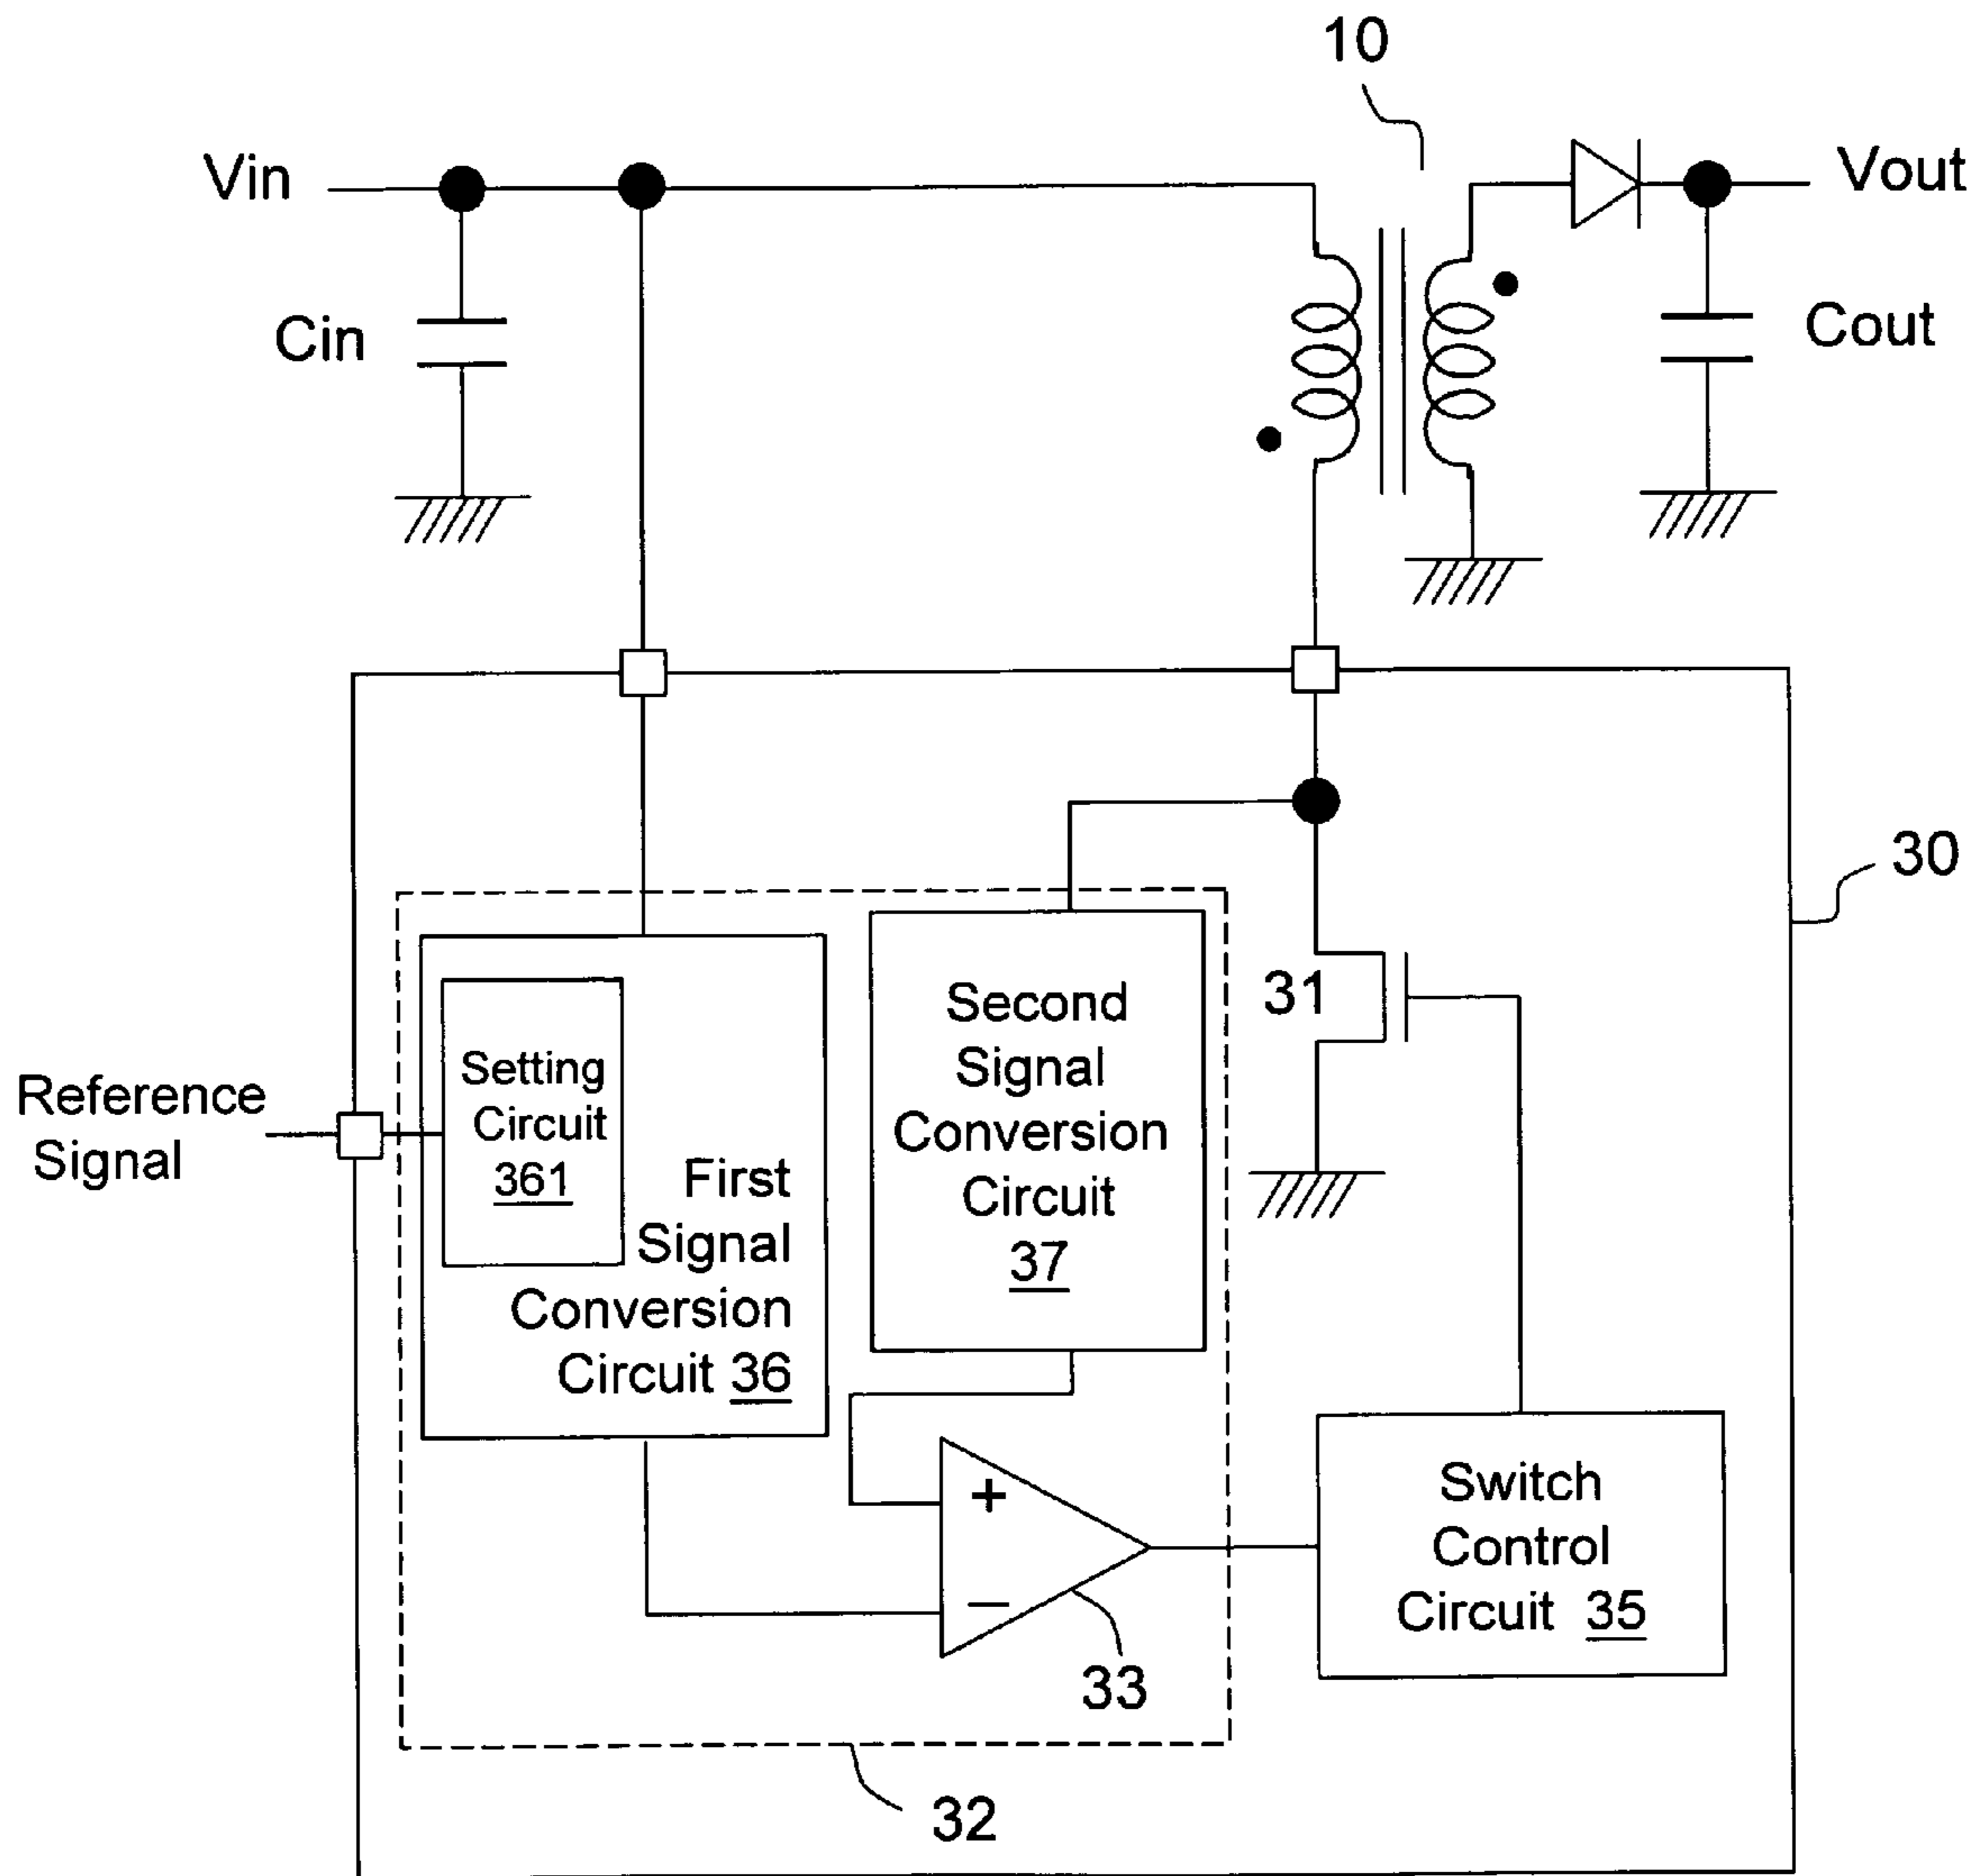 10
Vin
Vout
Cin
Cout
30
31
Second
Signal
Conversion
Circuit
37
Setting
Circuit
361
Reference
Signal
First
Signal
Conversion
Circuit 36
+
−
33
Switch
Control
Circuit 35
32